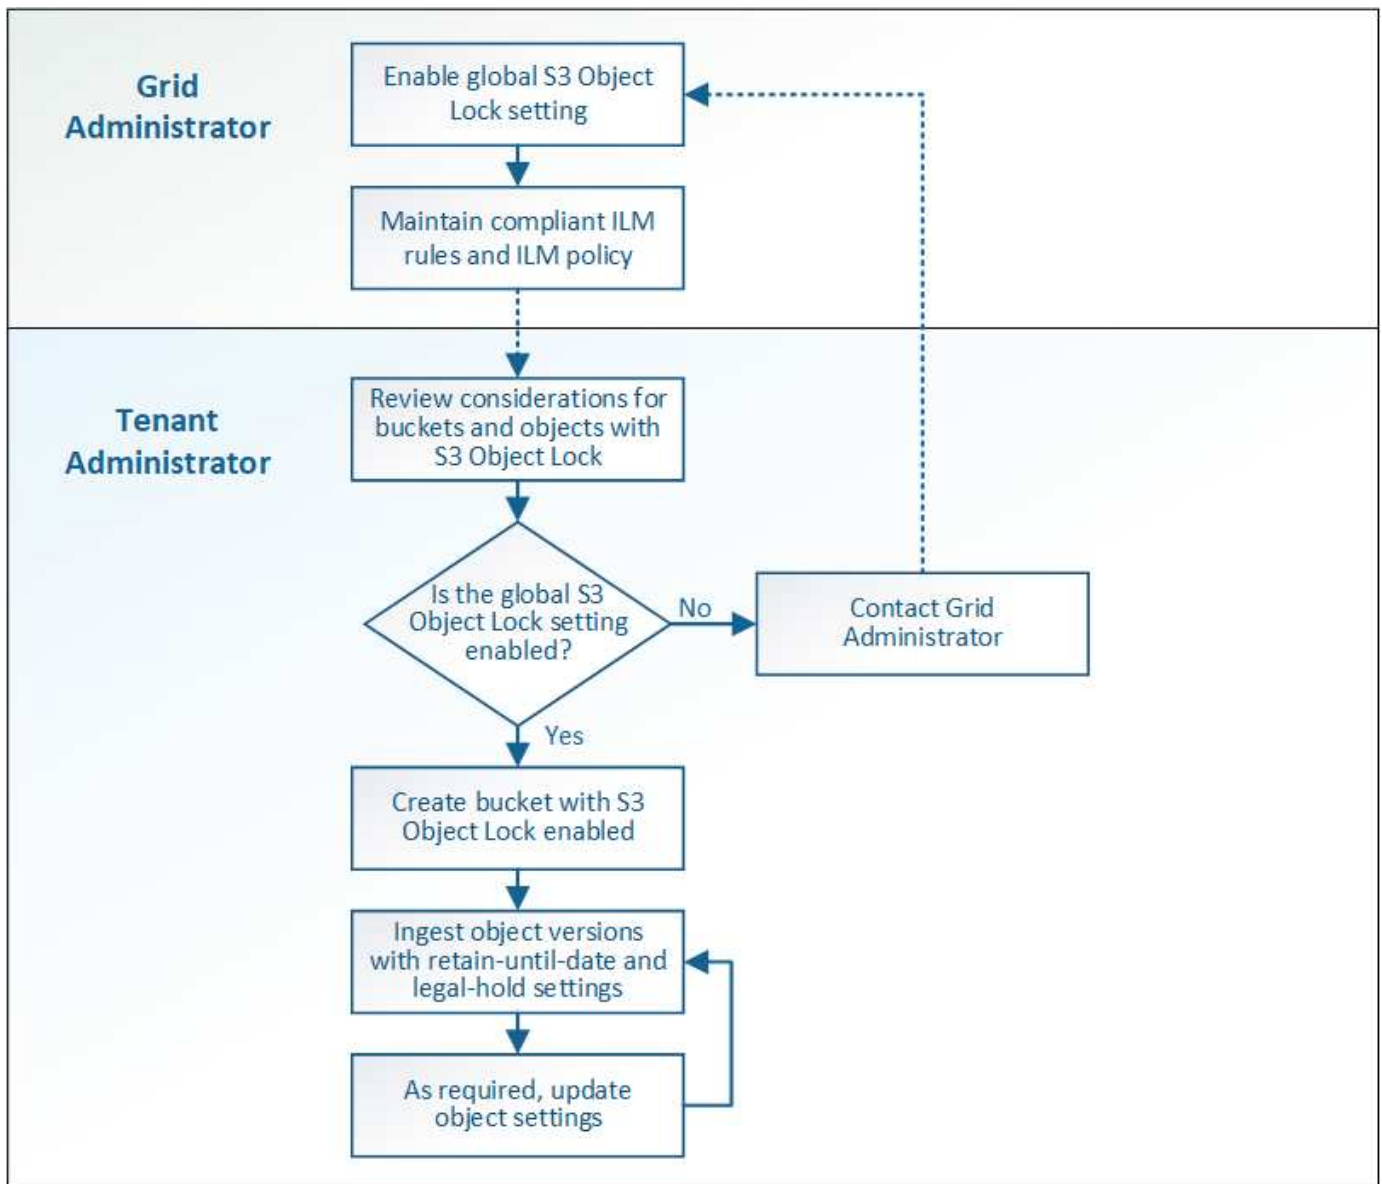 Grid
Administrator
Enable global S3 Object
Lock setting
Maintain compliant ILM
rules and ILM policy
Tenant
Administrator
Review considerations for
buckets and objects with
S3 Object Lock
Is the global S3
Object Lock setting
enabled?
No
Contact Grid
Administrator
Yes
Create bucket with S3
Object Lock enabled
Ingest object versions
with retain-until-date and
legal-hold settings
As required, update
object settings